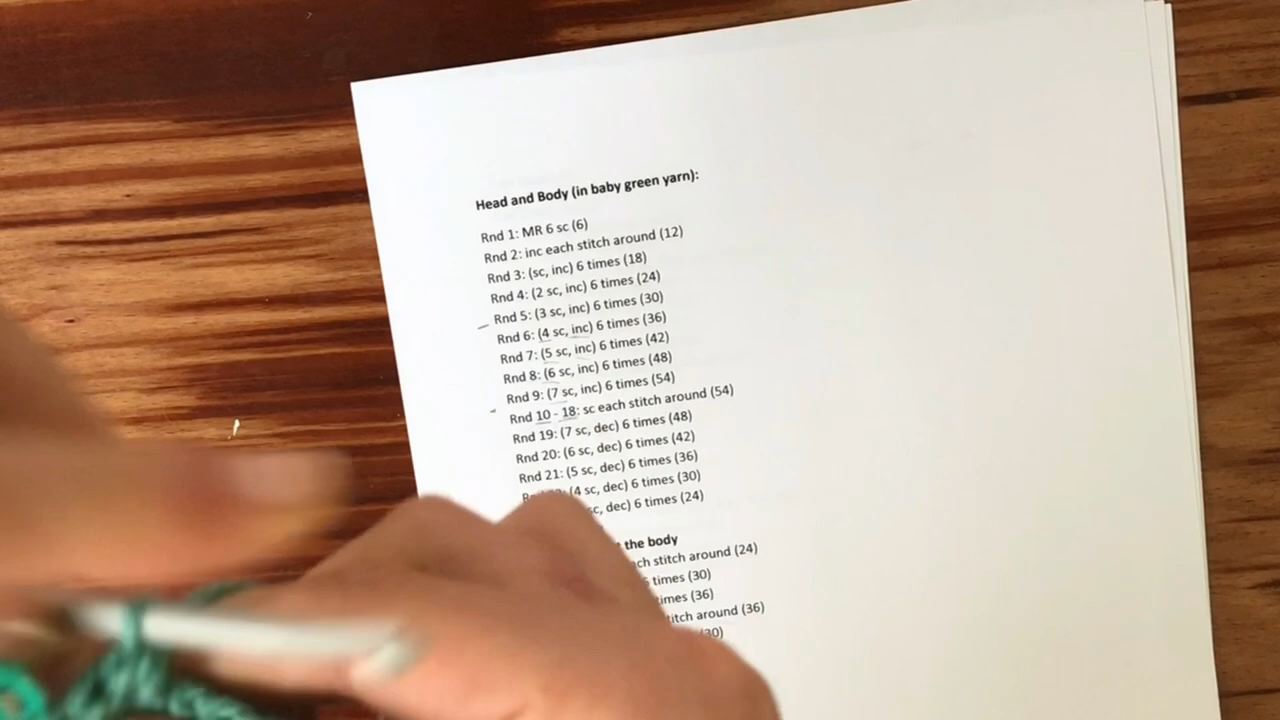 Head and Body (in baby green yarn):
Rnd 1: MR 6 sc (6)
Rnd 2: inc each stitch around (12)
Rnd 3: (sc, inc) 6 times (18)
Rnd 4: (2 sc, inc) 6 times (24)
Rnd 5: (3 sc, inc) 6 times (30)
Rnd 6: (4 sc, inc) 6 times (36)
Rnd 7: (5 sc, inc) 6 times (42)
Rnd 8: (6 sc, inc) 6 times (48)
Rnd 9: (7 sc, inc) 6 times (54)
Rnd 10 - 18: sc each stitch around (54)
Rnd 19: (7 sc, dec) 6 times (48)
Rnd 20: (6 sc, dec) 6 times (42)
Rnd 21: (5 sc, dec) 6 times (36)
(4 sc, dec) 6 times (30)
sc, dec) 6 times (24)
the body
stitch around (24)
times (30)
(36)
around (36)
(30)